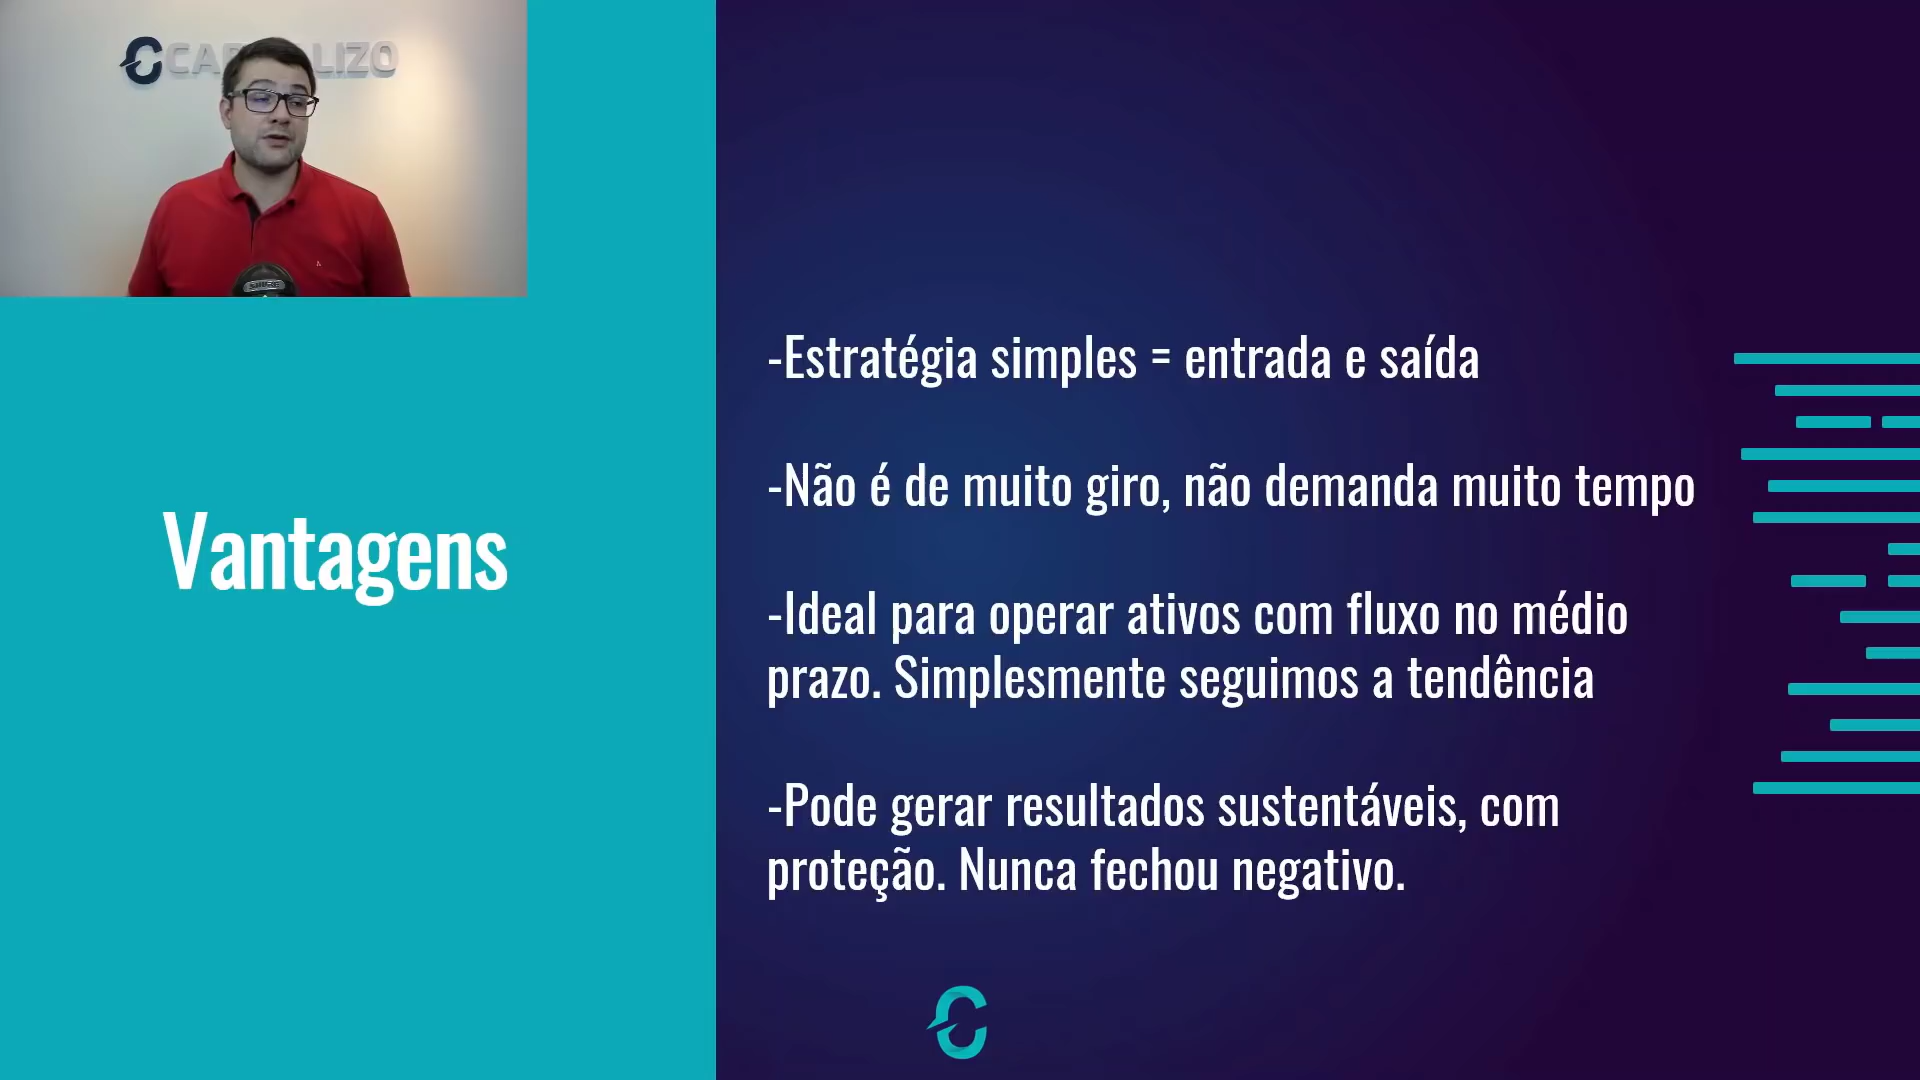 Vantagens
-Estratégia simples = entrada e saída
-Não é de muito giro, não demanda muito tempo
-Ideal para operar ativos com fluxo no médio
prazo. Simplesmente seguimos a tendência
-Pode gerar resultados sustentáveis, com
proteção. Nunca fechou negativo.